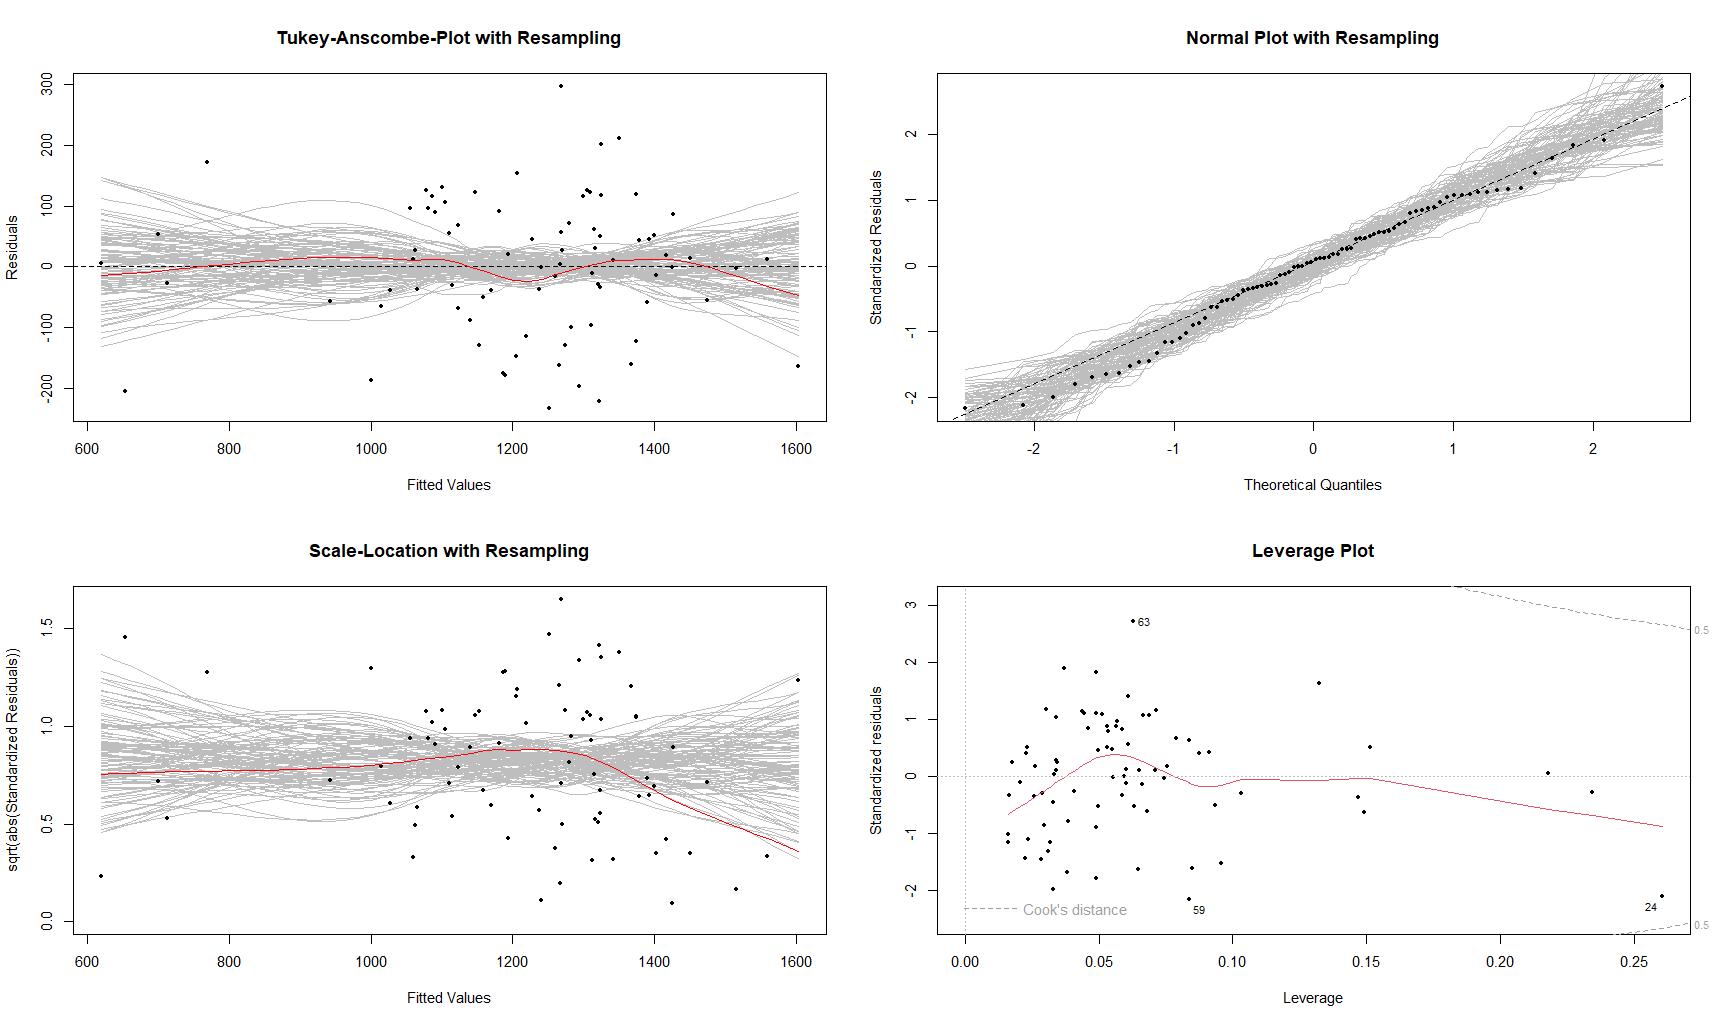 Tukey-Anscombe-Plot with Resampling
Residuals
300
200
100
0
-100
-200
600 800 1000 1200 1400 1600
Fitted Values
Normal Plot with Resampling
Standardized Residuals
2
1
0
-1
-2
-2 -1 0 1 2
Theoretical Quantiles
Scale-Location with Resampling
sqrt(abs(Standardized Residuals))
1.5
1.0
0.5
0.0
600 800 1000 1200 1400 1600
Fitted Values
Leverage Plot
Standardized residuals
3
2
1
0
-1
-2
0.5
63
59
24
0.5
Cook's distance
0.00 0.05 0.10 0.15 0.20 0.25
Leverage